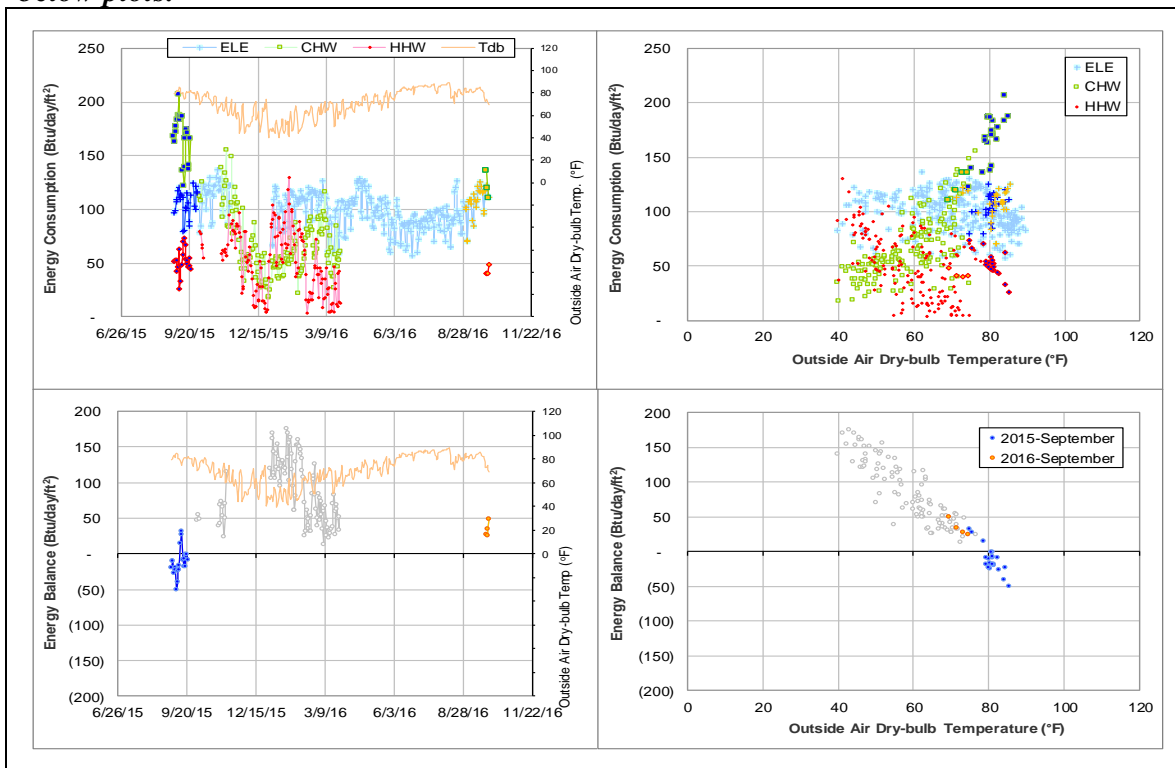 below plots.
ELE CHW HHW Tdb
Energy Consumption (Btu/day/ft²)
250
200
150
100
50
-
120
100
80
60
40
20
0
Outside Air Dry-bulb Temp. (°F)
6/26/15 9/20/15 12/15/15 3/9/16 6/3/16 8/28/16 11/22/16
Energy Consumption (Btu/day/ft²)
250
200
150
100
50
-
ELE
CHW
HHW
0 20 40 60 80 100 120
Outside Air Dry-bulb Temperature (°F)
Energy Balance (Btu/day/ft²)
200
150
100
50
-
(50)
(100)
(150)
(200)
120
100
80
60
40
20
0
Outside Air Dry-bulb Temp (°F)
6/26/15 9/20/15 12/15/15 3/9/16 6/3/16 8/28/16 11/22/16
Energy Balance (Btu/day/ft²)
200
150
100
50
-
(50)
(100)
(150)
(200)
2015-September
2016-September
0 20 40 60 80 100 120
Outside Air Dry-bulb Temperature (°F)